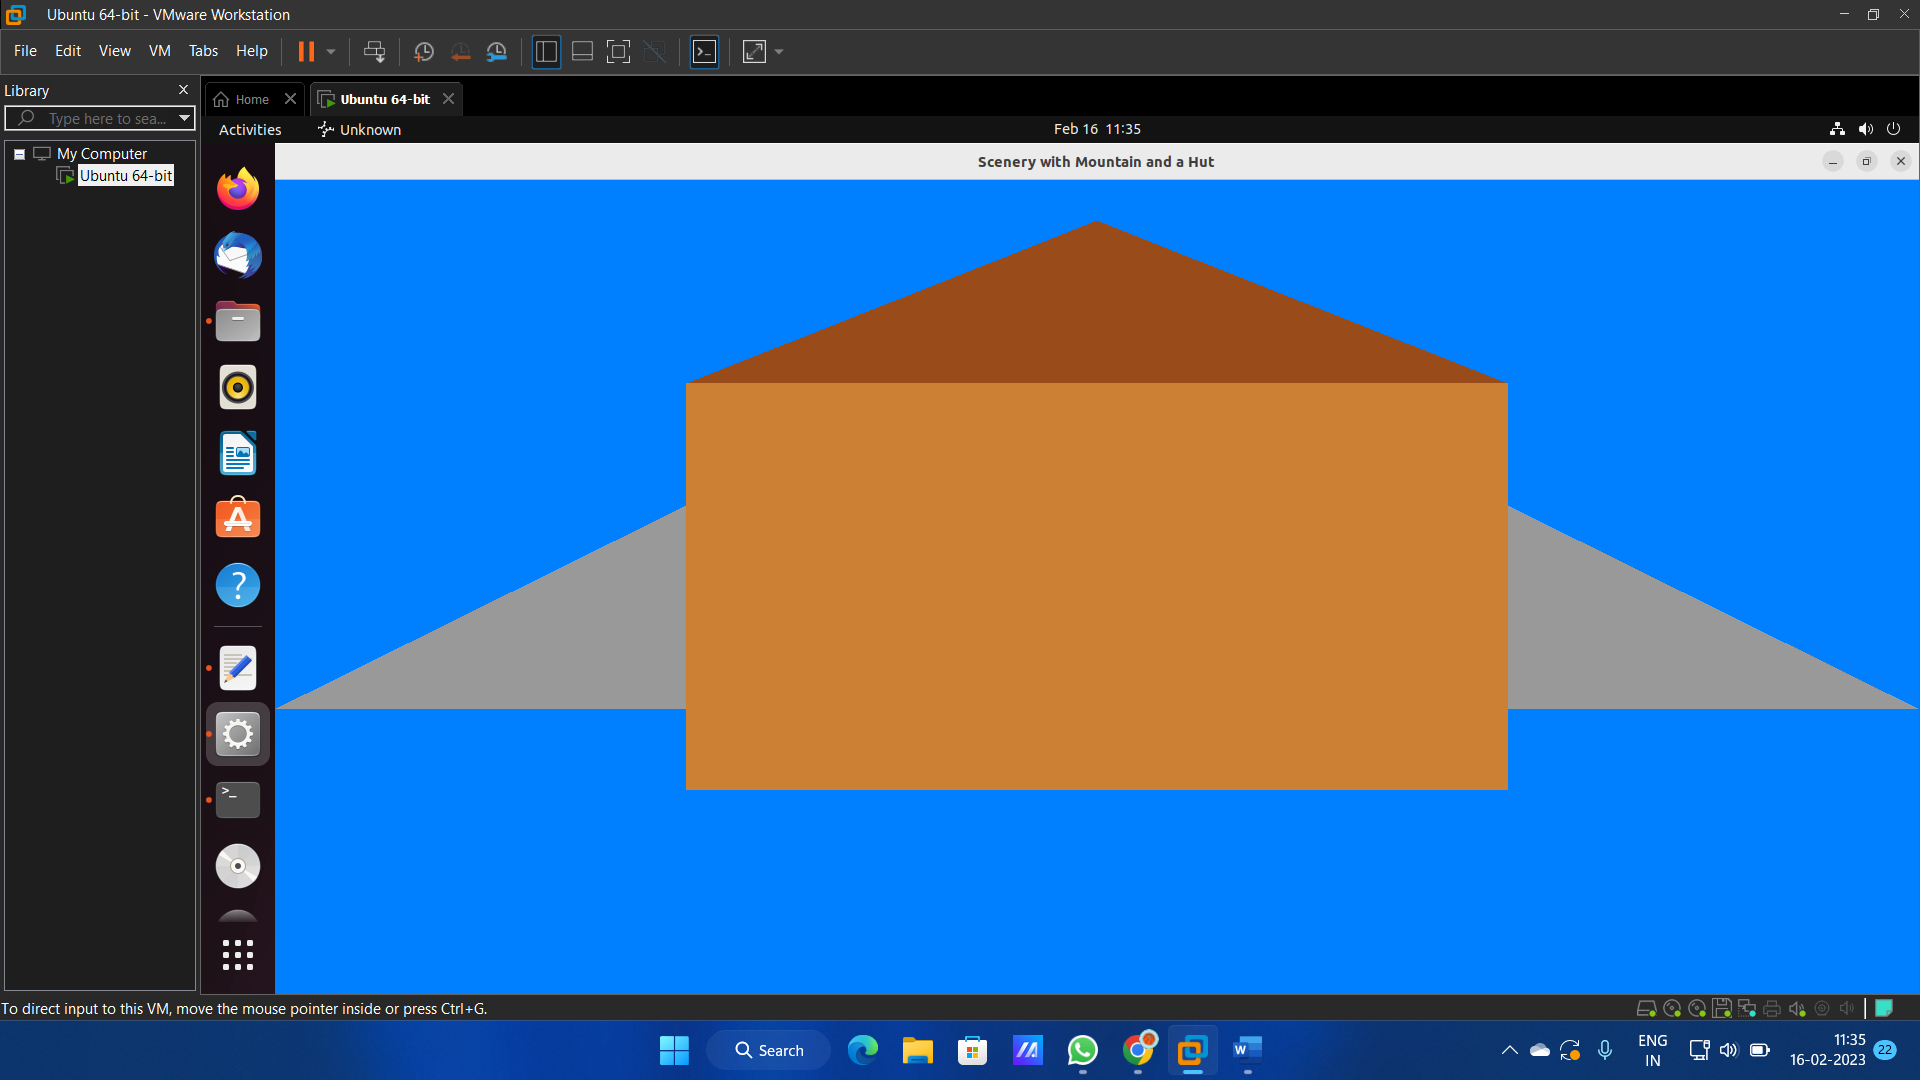 Ubuntu 64-bit - VMware Workstation
File Edit View VM Tabs Help
Library
Home
Ubuntu 64-bit
Type here to sea...
Activities
Unknown
Feb 16 11:35
My Computer
Ubuntu 64-bit
Scenery with Mountain and a Hut
To direct input to this VM, move the mouse pointer inside or press Ctrl+G.
Search
ENG
IN
11:35
16-02-2023
22